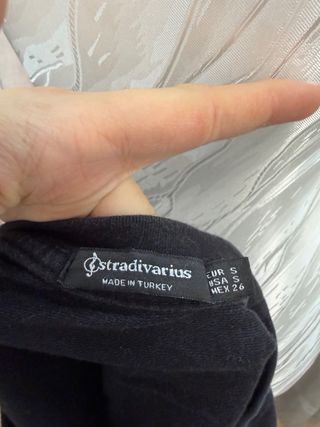 stradivarius
MADE IN TURKEY
EUR S
USA S
MEX 26